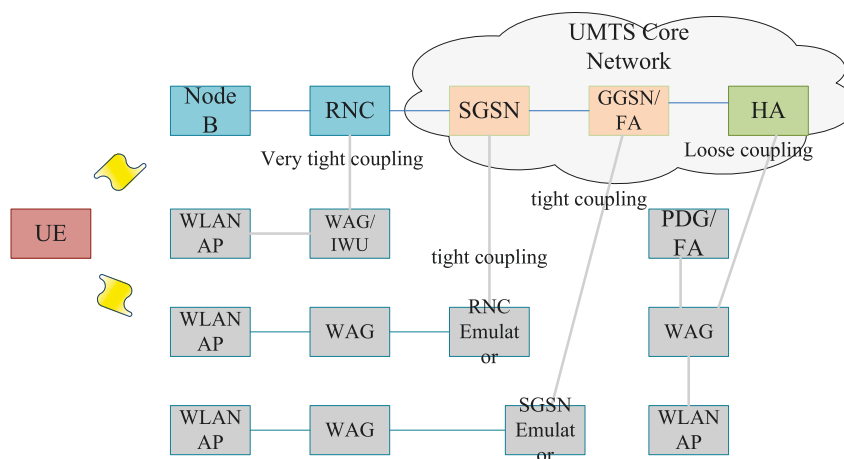 UMTS Core
Network
Node
B
RNC
SGSN
GGSN/
FA
HA
Very tight coupling
Loose coupling
UE
WLAN
AP
WAG/
IWU
tight coupling
PDG/
FA
tight coupling
WLAN
AP
WAG
RNC
Emulat
or
WAG
WLAN
AP
WAG
SGSN
Emulat
or
WLAN
AP